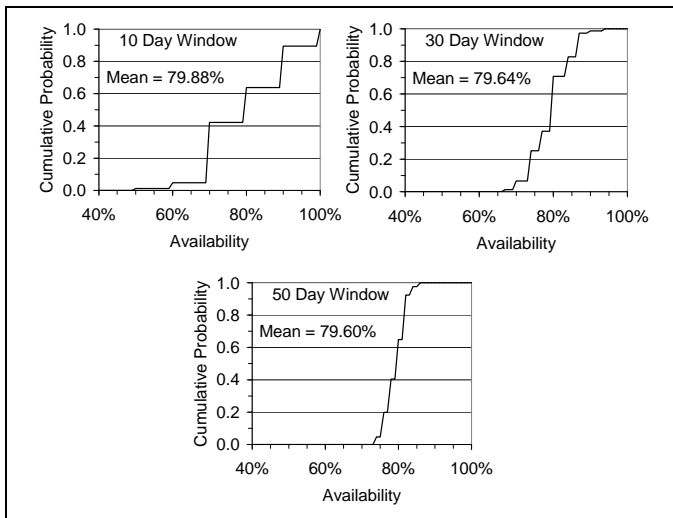 10 Day Window
Mean = 79.88%
Cumulative Probability
1.0
0.8
0.6
0.4
0.2
0.0
40% 60% 80% 100%
Availability
30 Day Window
Mean = 79.64%
Cumulative Probability
1.0
0.8
0.6
0.4
0.2
0.0
40% 60% 80% 100%
Availability
50 Day Window
Mean = 79.60%
Cumulative Probability
1.0
0.8
0.6
0.4
0.2
0.0
40% 60% 80% 100%
Availability